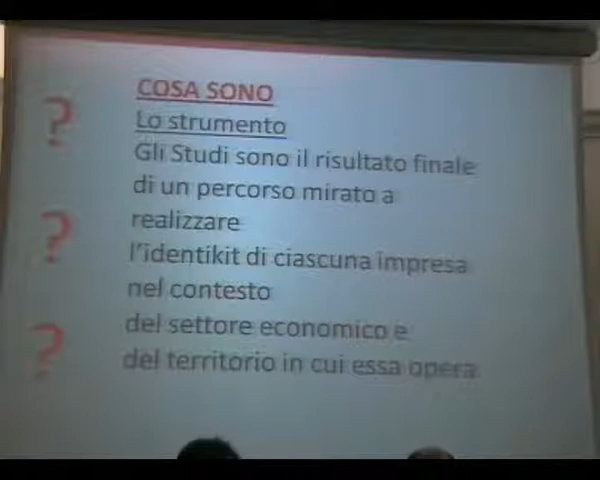 COSA SONO
? Lo strumento
Gli Studi sono il risultato finale
di un percorso mirato a
? realizzare
l'identikit di ciascuna impresa
nel contesto
? del settore economico e
del territorio in cui essa opera